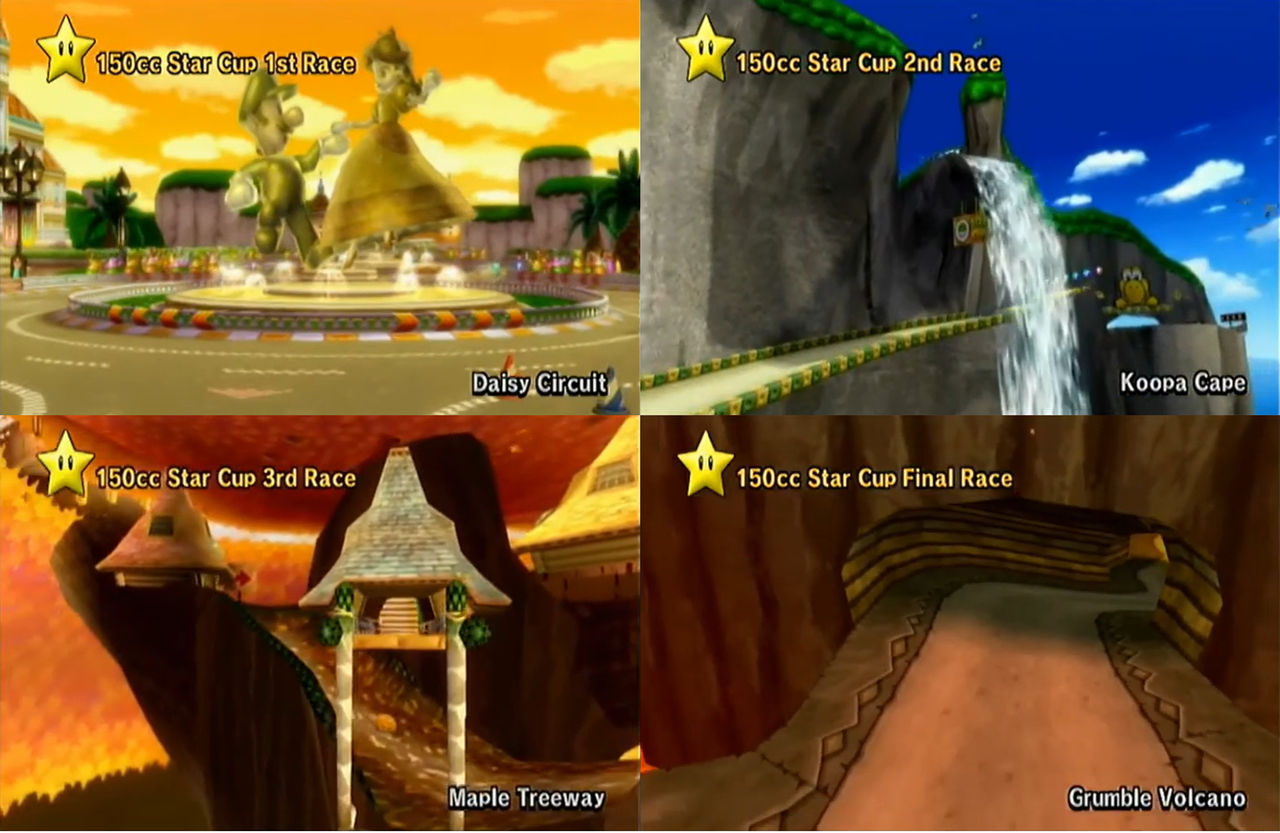 150cc Star Cup 1st Race
Daisy Circuit
150cc Star Cup 2nd Race
Koopa Cape
150cc Star Cup 3rd Race
Maple Treeway
150cc Star Cup Final Race
Grumble Volcano